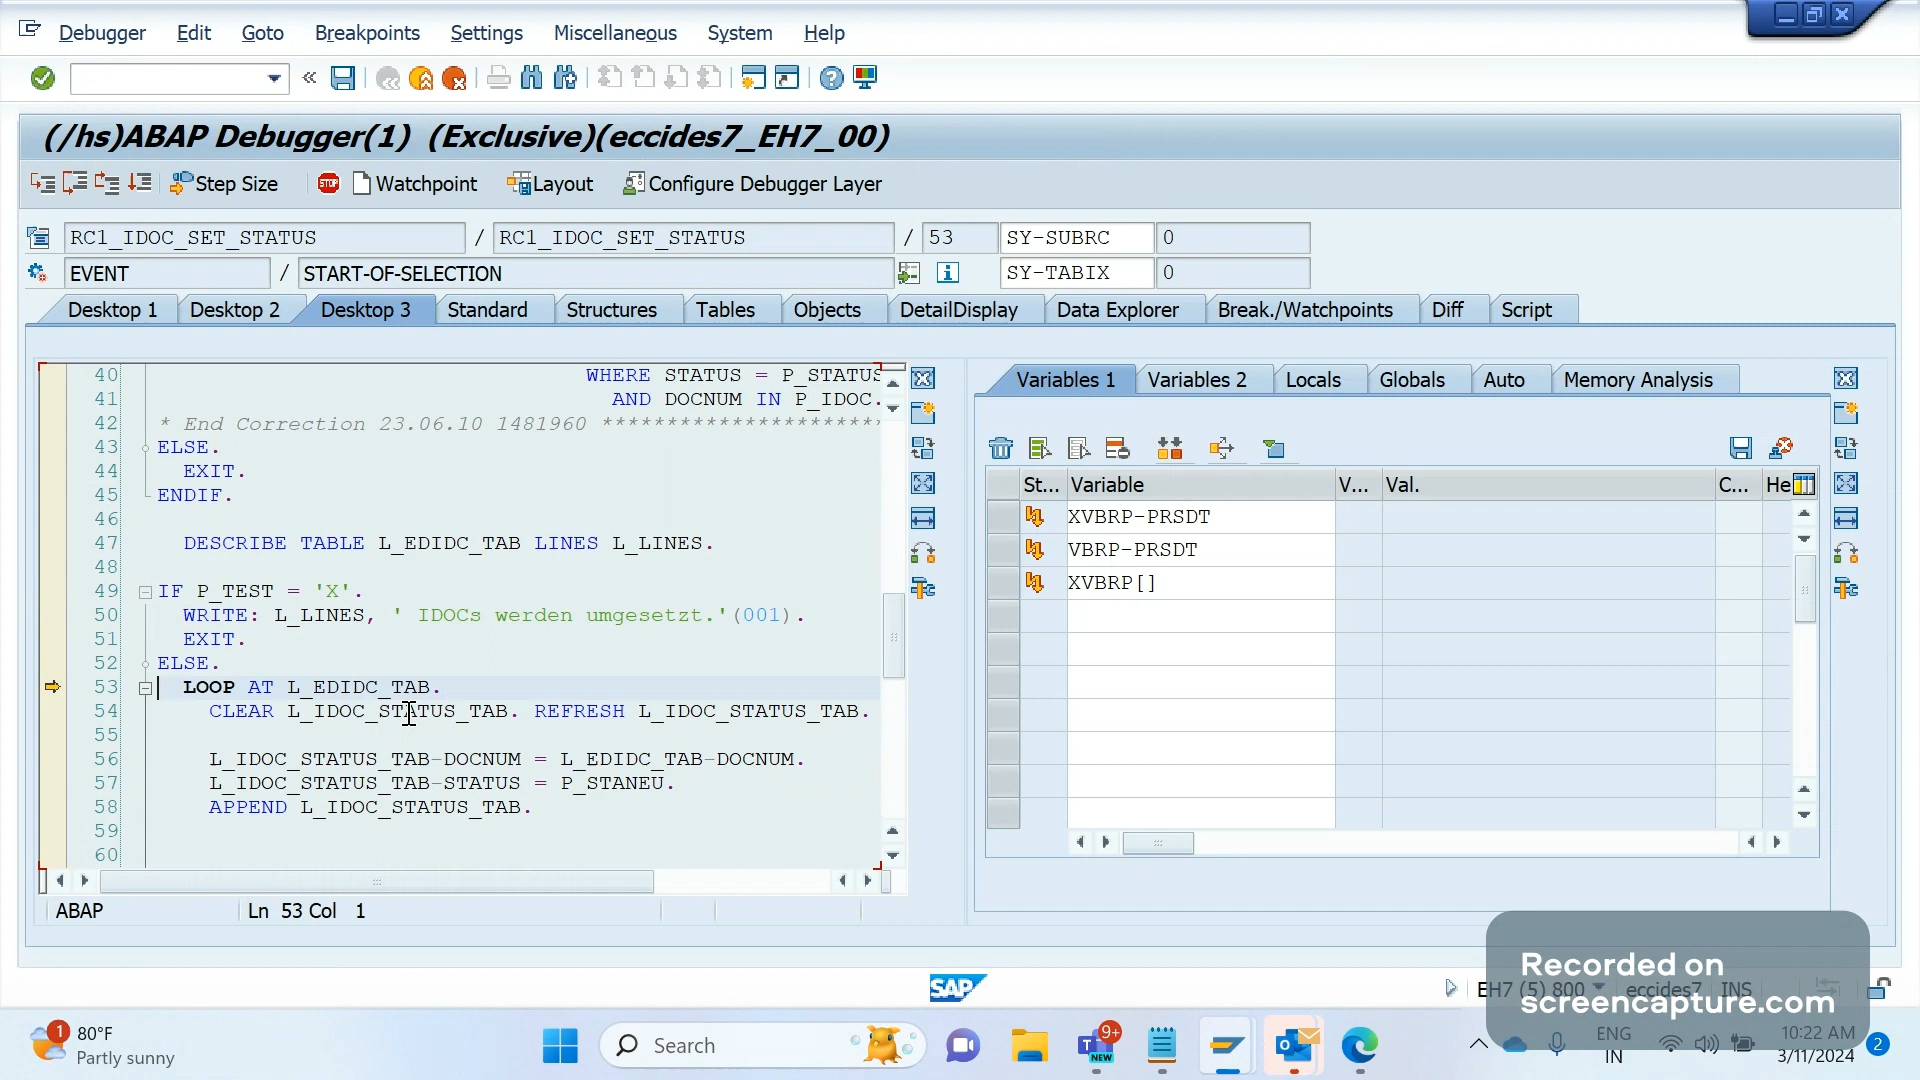 Debugger Edit Goto Breakpoints Settings Miscellaneous System Help
(/hs)ABAP Debugger(1) (Exclusive)(eccides7_EH7_00)
Step Size STOP Watchpoint Layout Configure Debugger Layer
RC1_IDOC_SET_STATUS / RC1_IDOC_SET_STATUS / 53 SY-SUBRC 0
EVENT / START-OF-SELECTION SY-TABIX 0
Desktop 1 Desktop 2 Desktop 3 Standard Structures Tables Objects DetailDisplay Data Explorer Break./Watchpoints Diff Script
40 WHERE STATUS = P_STATUS
41 AND DOCNUM IN P_IDOC.
42 * End Correction 23.06.10 1481960 **********************
43 ELSE.
44 EXIT.
45 ENDIF.
46
47 DESCRIBE TABLE L_EDIDC_TAB LINES L_LINES.
48
49 IF P_TEST = 'X'.
50 WRITE: L_LINES, ' IDOCs werden umgesetzt.'(001).
51 EXIT.
52 ELSE.
53 LOOP AT L_EDIDC_TAB.
54 CLEAR L_IDOC_STATUS_TAB. REFRESH L_IDOC_STATUS_TAB.
55
56 L_IDOC_STATUS_TAB-DOCNUM = L_EDIDC_TAB-DOCNUM.
57 L_IDOC_STATUS_TAB-STATUS = P_STANEU.
58 APPEND L_IDOC_STATUS_TAB.
59
60
ABAP Ln 53 Col 1
Variables 1 Variables 2 Locals Globals Auto Memory Analysis
St... Variable V... Val. C... He
XVBRP-PRSDT
VBRP-PRSDT
XVBRP[]
SAP
EH7 (5) 800 eccides7 INS
Recorded on
screencapture.com
1 80°F
Partly sunny
Search
9+
NEW
ENG
IN
10:22 AM
3/11/2024
2